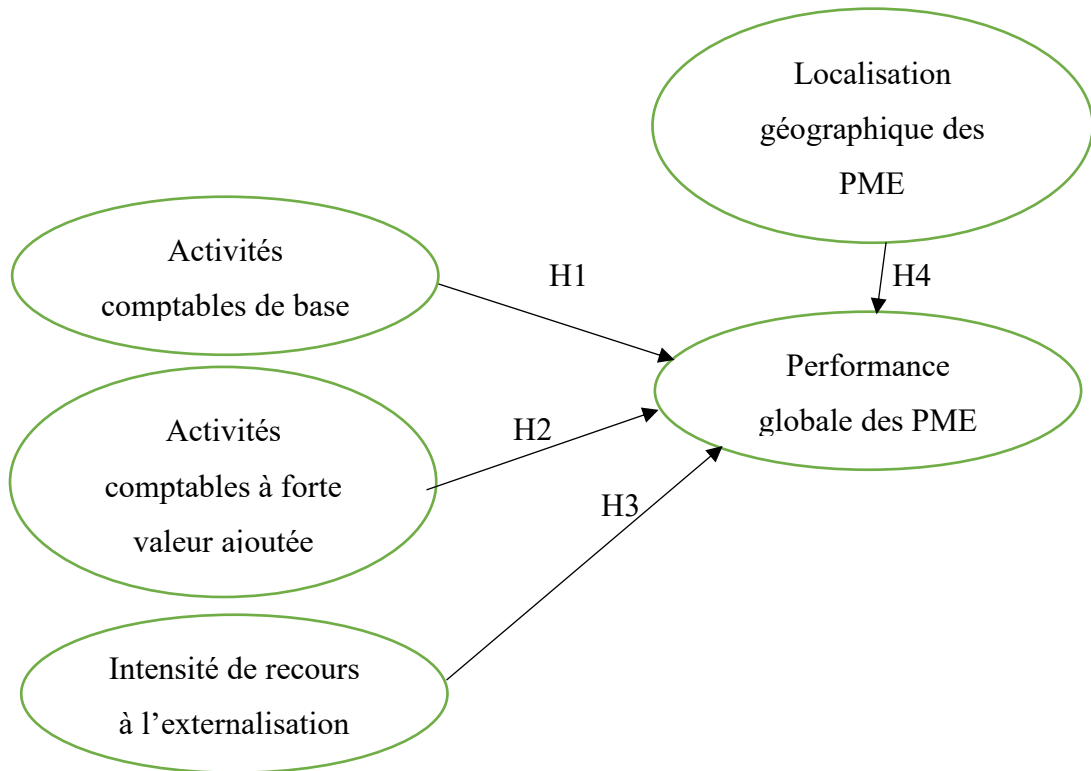 Localisation
géographique des
PME
Activités
comptables de base
H1
H4
Performance
globale des PME
Activités
comptables à forte
valeur ajoutée
H2
H3
Intensité de recours
à l’externalisation